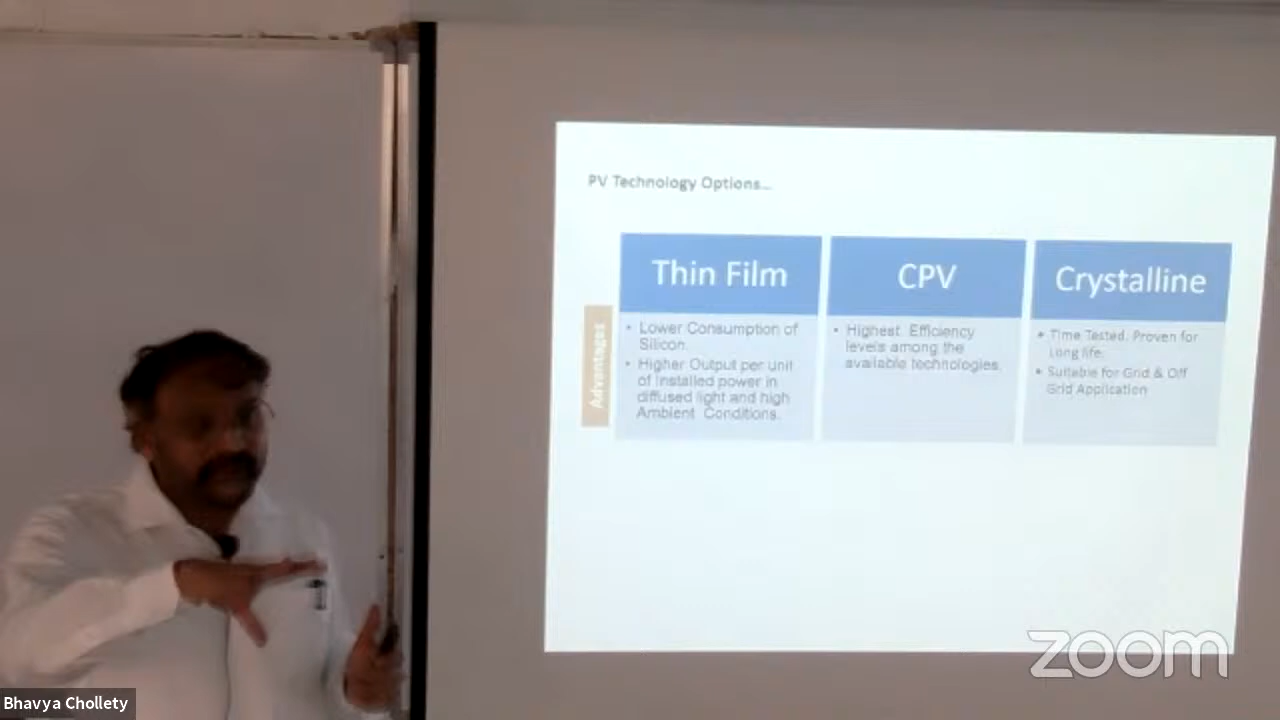 PV Technology Options...
Thin Film
CPV
Crystalline
Advantages
• Lower Consumption of
Silicon.
• Higher Output per unit
of Installed power in
diffused light and high
Ambient Conditions.
• Highest Efficiency
levels among the
available technologies.
• Time Tested. Proven for
Long life.
• Suitable for Grid & Off
Grid Application
zoom
Bhavya Chollety